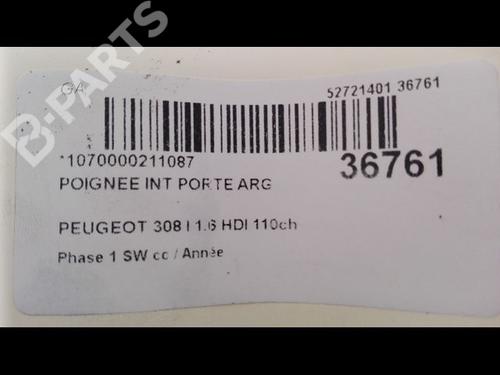 B-PARTS
GA
52721401 36761
*1070000211087
36761
POIGNEE INT PORTE ARG
PEUGEOT 308 I 1.6 HDI 110ch
Phase 1 SW cc / Année